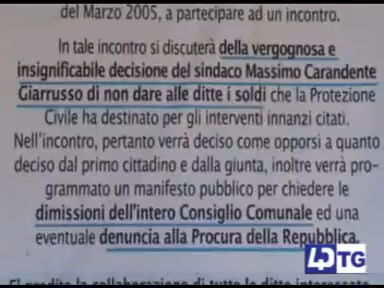 del Marzo 2005, a partecipare ad un incontro.
In tale incontro si discuterà della vergognosa e
insignificabile decisione del sindaco Massimo Carandente
Giarrusso di non dare alle ditte i soldi che la Protezione
Civile ha destinato per gli interventi innanzi citati.
Nell'incontro, pertanto verrà deciso come opporsi a quanto
deciso dal primo cittadino e dalla giunta, inoltre verrà pro-
grammato un manifesto pubblico per chiedere le
dimissioni dell'intero Consiglio Comunale ed una
eventuale denuncia alla Procura della Repubblica.
TG